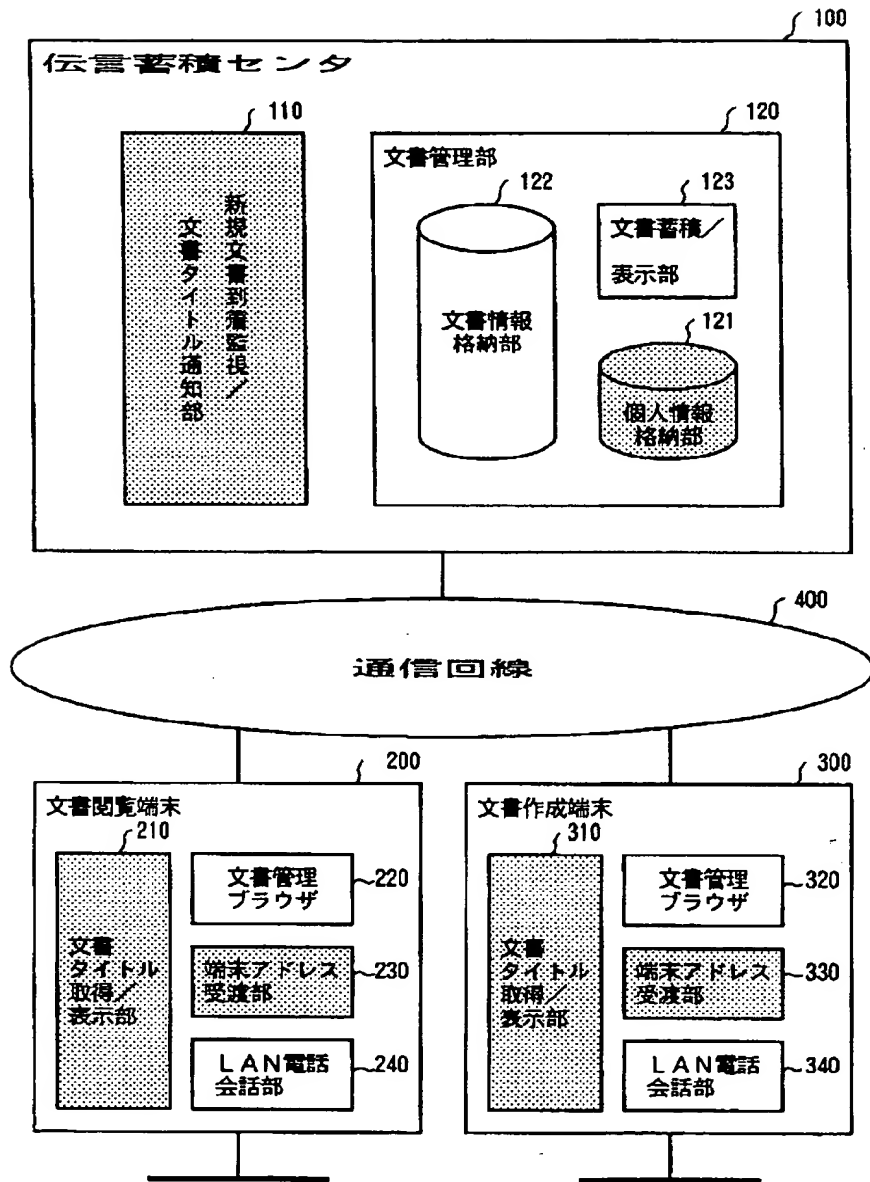 100
伝言蓄積センタ
110
新規文書到着監視／
文書タイトル通知部
120
文書管理部
122
文書情報
格納部
123
文書蓄積／
表示部
121
個人情報
格納部
400
通信回線
200
文書閲覧端末
210
文書
タイトル
取得／
表示部
文書管理
ブラウザ
220
端末アドレス
受渡部
230
LAN電話
会話部
240
300
文書作成端末
310
文書
タイトル
取得／
表示部
文書管理
ブラウザ
320
端末アドレス
受渡部
330
LAN電話
会話部
340